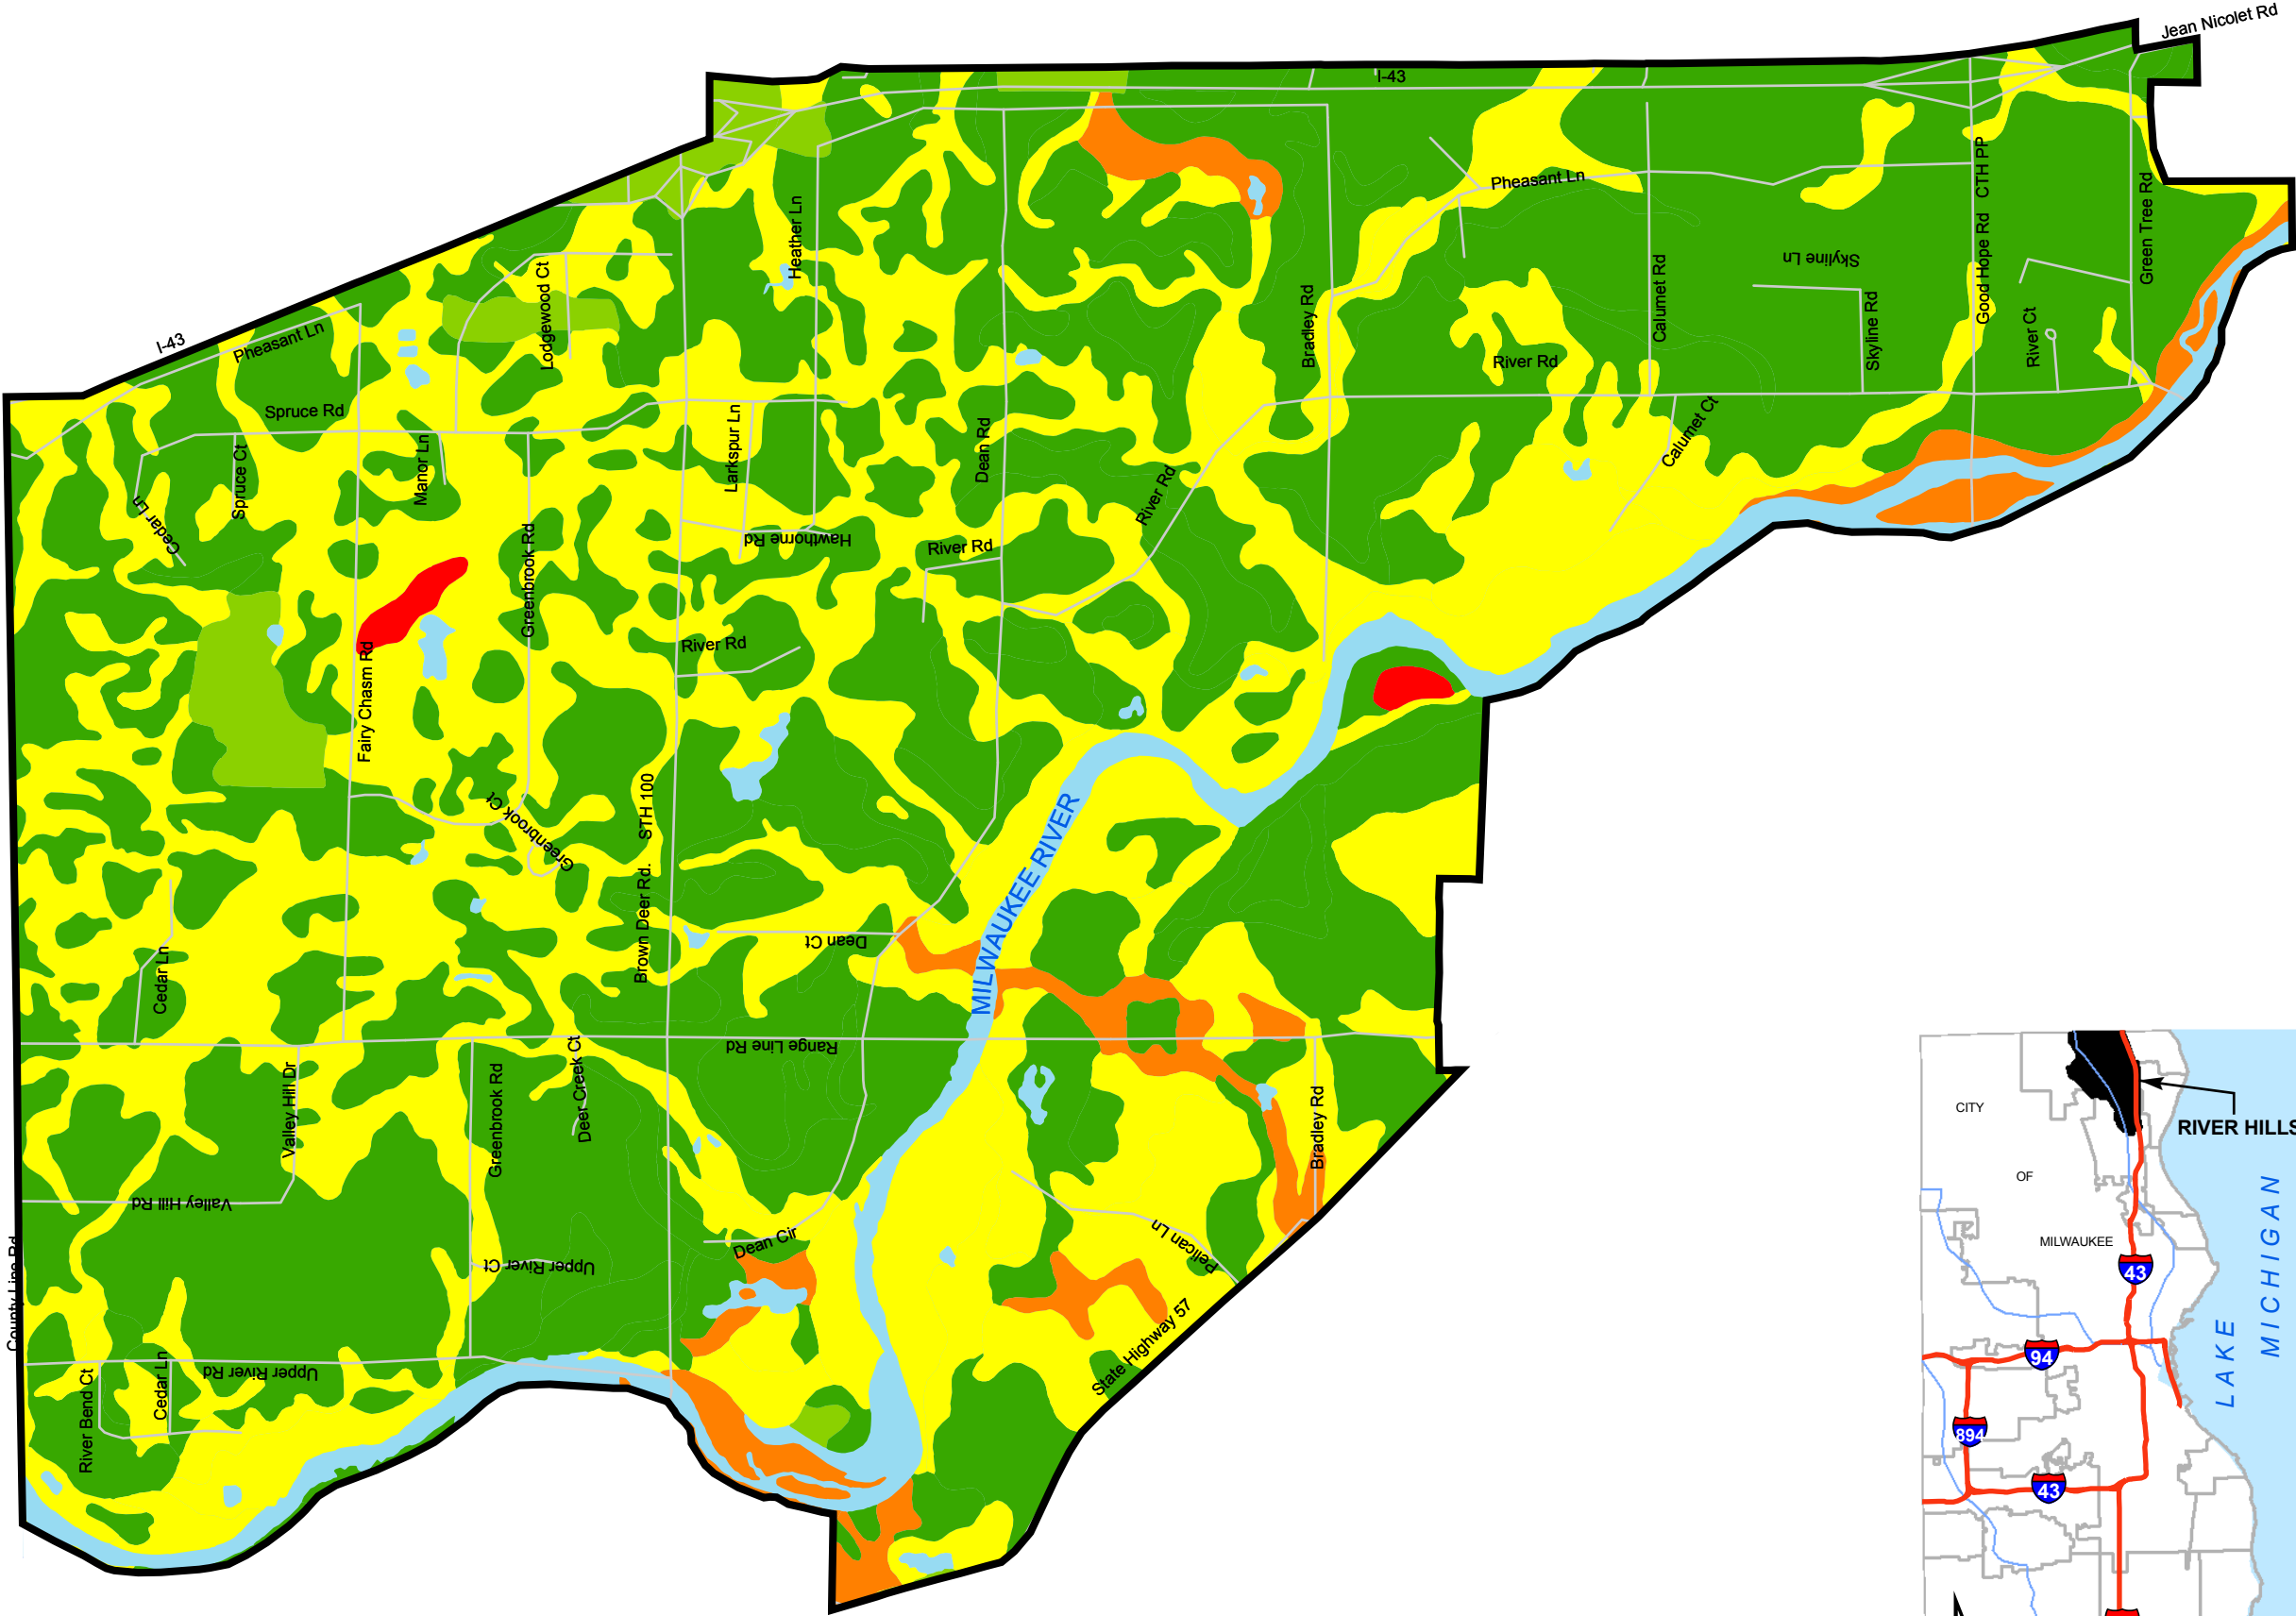 Jean Nicolet Rd
I-43
Pheasant Ln
CTH PP
Good Hope Rd
Green Tree Rd
Heather Ln
Skyline Ln
Lodgewood Ct
Calumet Rd
Bradley Rd
Skyline Rd
River Ct
I-43
Pheasant Ln
River Rd
Spruce Rd
Calumet Ct
Larkspur Ln
Dean Rd
Manor Ln
Spruce Ct
Cedar Ln
River Rd
Hawthorne Rd
River Rd
Greenbrook Rd
River Rd
Fairy Chasm Rd
STH 100
Brown Deer Rd.
Greenbrook Ct
MILWAUKEE RIVER
Dean Ct
Cedar Ln
Range Line Rd
Deer Creek Ct
Valley Hill Dr
Greenbrook Rd
Bradley Rd
Valley Hill Rd
Dean Cir
Pelican Ln
Upper River Ct
County Line Rd
State Highway 57
Upper River Rd
River Bend Ct
Cedar Ln
CITY
OF
MILWAUKEE
RIVER HILLS
LAKE
MICHIGAN
43
94
894
43